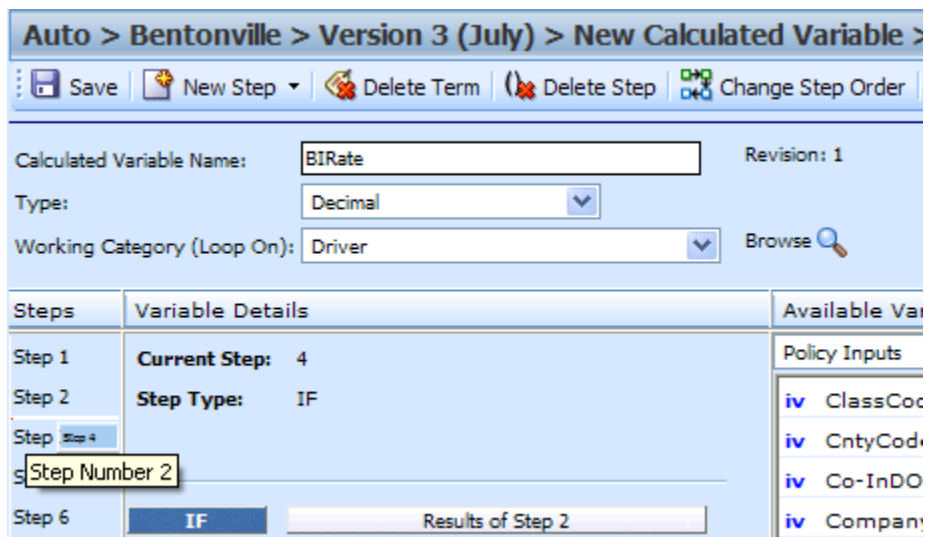 Auto > Bentonville > Version 3 (July) > New Calculated Variable >
Save New Step Delete Term Delete Step Change Step Order
Calculated Variable Name: BIRate Revision: 1
Type: Decimal
Working Category (Loop On): Driver Browse
Steps Variable Details Available Va
Step 1 Current Step: 4 Policy Inputs
Step 2 Step Type: IF iv ClassCod
Step Step 4 iv CntyCod
Step Number 2 iv Co-InDO
Step 6 IF Results of Step 2 iv Company